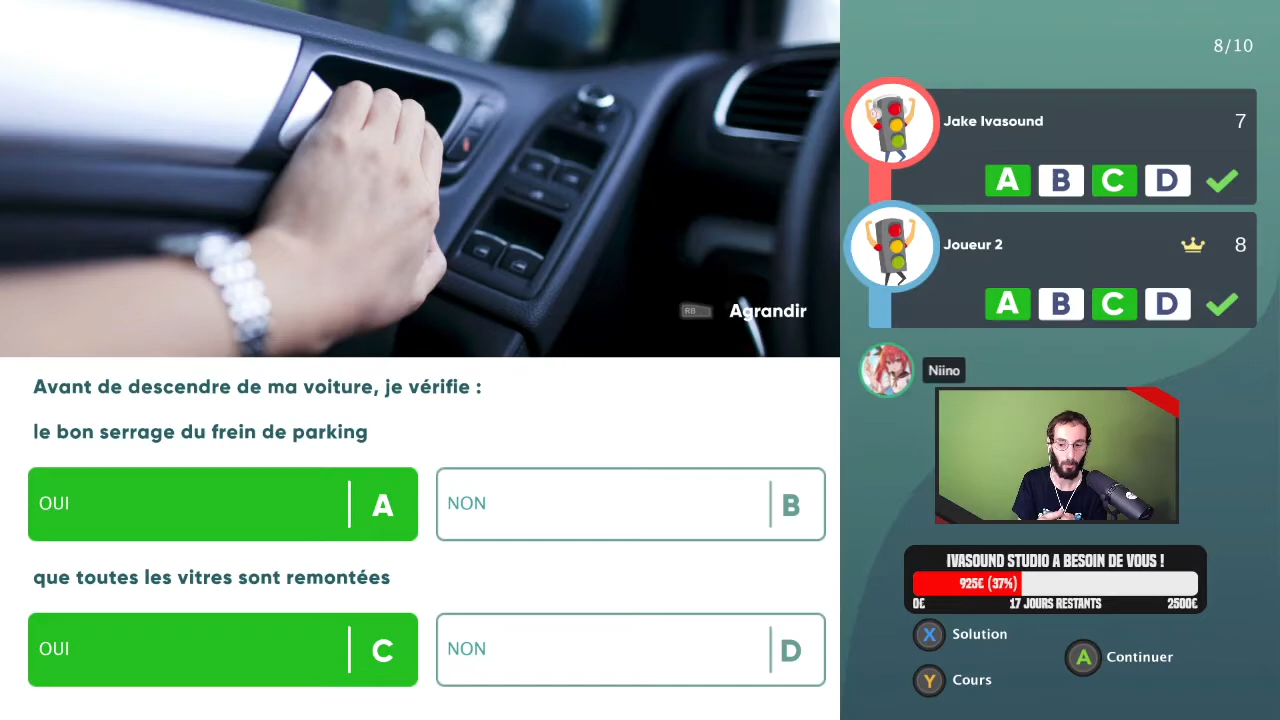 8/10
Jake Ivasound
7
A B C D
Joueur 2
8
A B C D
Niino
RB Agrandir
Avant de descendre de ma voiture, je vérifie :
le bon serrage du frein de parking
OUI A
NON B
que toutes les vitres sont remontées
OUI C
NON D
IVASOUND STUDIO A BESOIN DE VOUS !
925€ (37%)
0€ 17 JOURS RESTANTS 2500€
X Solution
A Continuer
Y Cours